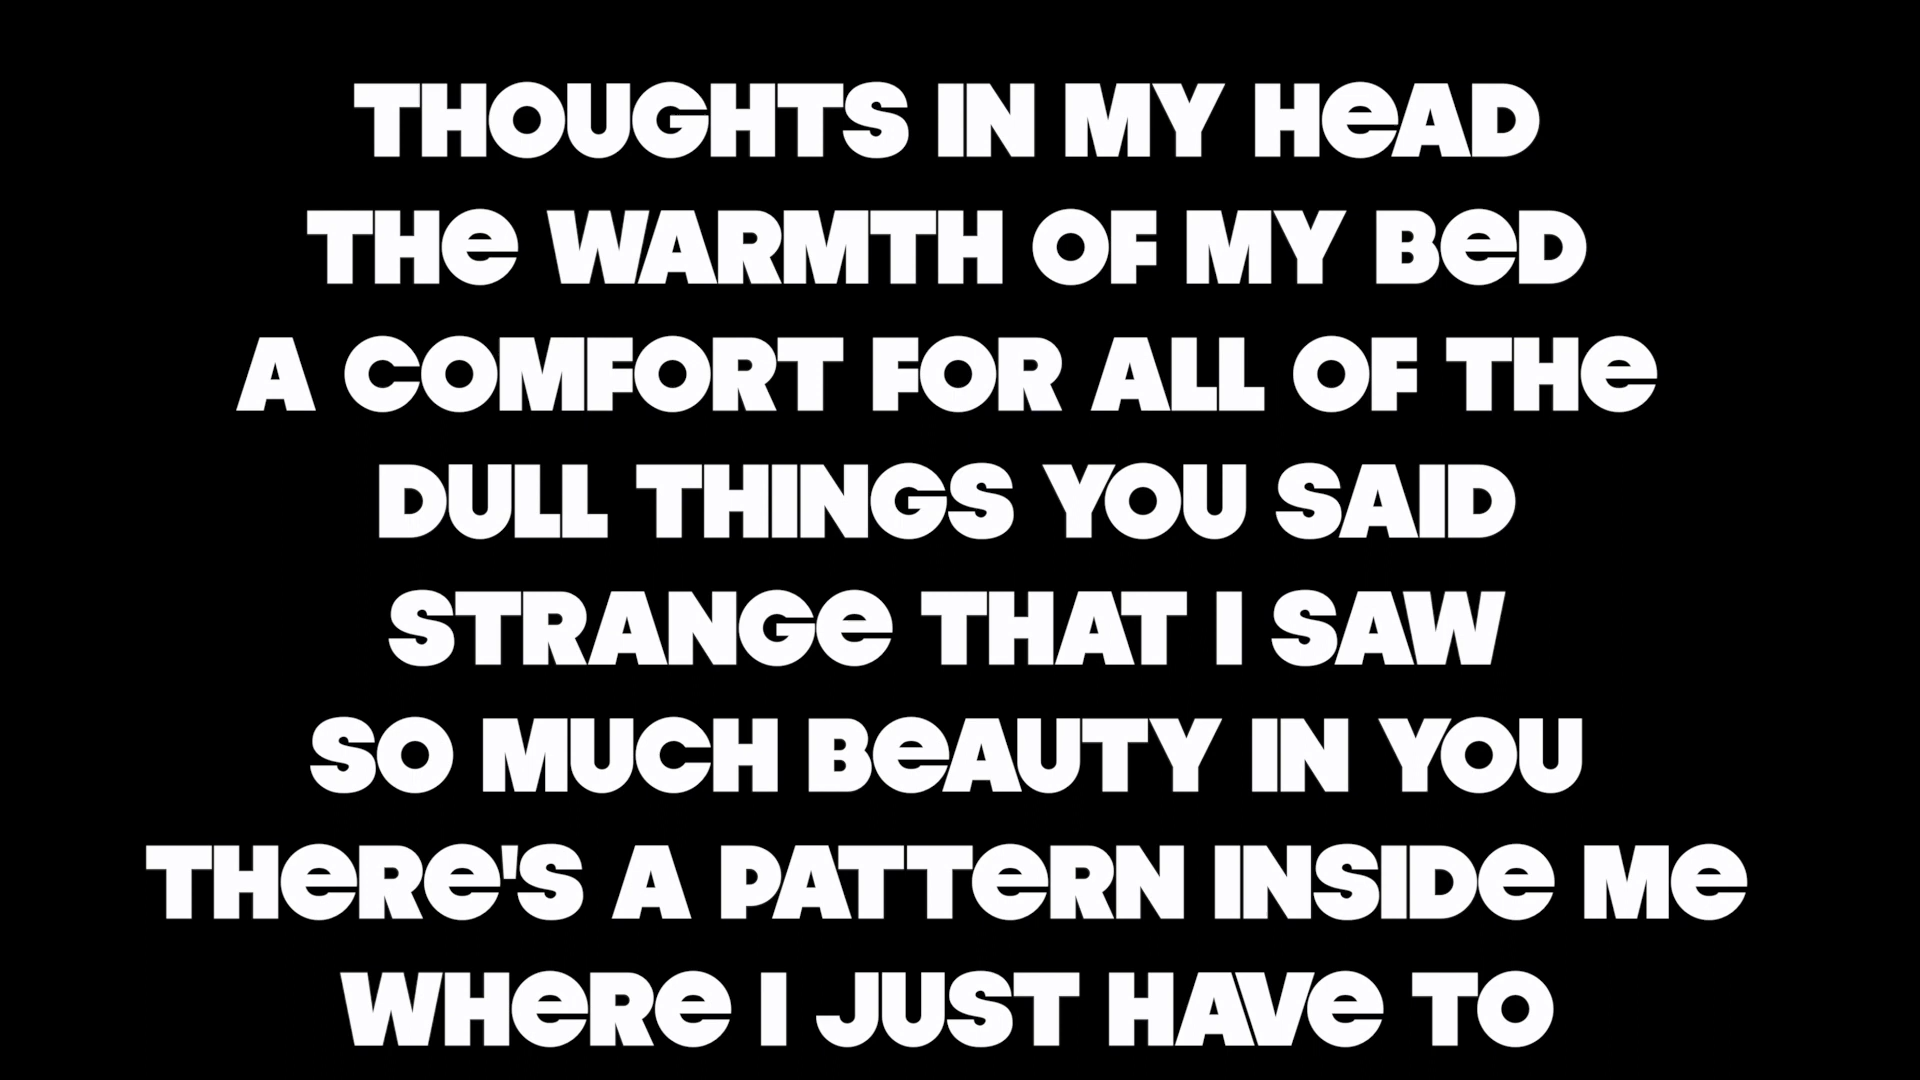 THOUGHTS IN MY HEAD
THE WARMTH OF MY BED
A COMFORT FOR ALL OF THE
DULL THINGS YOU SAID
STRANGE THAT I SAW
SO MUCH BEAUTY IN YOU
THERE'S A PATTERN INSIDE ME
WHERE I JUST HAVE TO